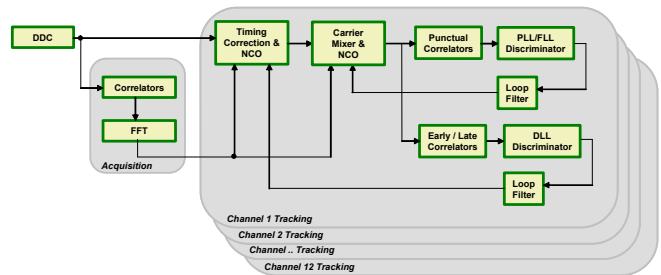 DDC
Timing
Correction &
NCO
Carrier
Mixer &
NCO
Punctual
Correlators
PLL/FLL
Discriminator
Loop
Filter
Correlators
FFT
Acquisition
Early / Late
Correlators
DLL
Discriminator
Loop
Filter
Channel 1 Tracking
Channel 2 Tracking
Channel .. Tracking
Channel 12 Tracking